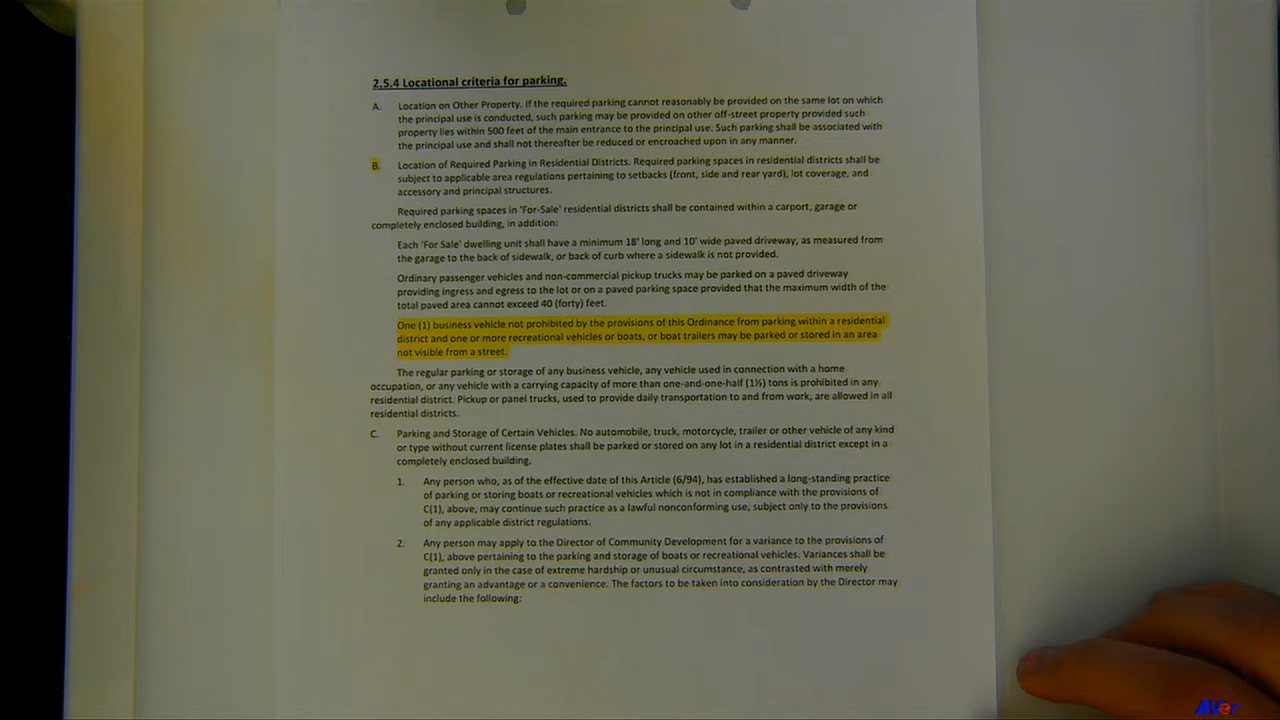 2.5.4 Locational criteria for parking.
A. Location on Other Property. If the required parking cannot reasonably be provided on the same lot on which
the principal use is conducted, such parking may be provided on other off-street property provided such
property lies within 500 feet of the main entrance to the principal use. Such parking shall be associated with
the principal use and shall not thereafter be reduced or encroached upon in any manner.
B. Location of Required Parking in Residential Districts. Required parking spaces in residential districts shall be
subject to applicable area regulations pertaining to setbacks (front, side and rear yard), lot coverage, and
accessory and principal structures.
Required parking spaces in 'For-Sale' residential districts shall be contained within a carport, garage or
completely enclosed building, in addition:
Each 'For Sale' dwelling unit shall have a minimum 18' long and 10' wide paved driveway, as measured from
the garage to the back of sidewalk, or back of curb where a sidewalk is not provided.
Ordinary passenger vehicles and non-commercial pickup trucks may be parked on a paved driveway
providing ingress and egress to the lot or on a paved parking space provided that the maximum width of the
total paved area cannot exceed 40 (forty) feet.
One (1) business vehicle not prohibited by the provisions of this Ordinance from parking within a residential
district and one or more recreational vehicles or boats, or boat trailers may be parked or stored in an area
not visible from a street.
The regular parking or storage of any business vehicle, any vehicle used in connection with a home
occupation, or any vehicle with a carrying capacity of more than one-and-one-half (1½) tons is prohibited in any
residential district. Pickup or panel trucks, used to provide daily transportation to and from work, are allowed in all
residential districts.
C. Parking and Storage of Certain Vehicles. No automobile, truck, motorcycle, trailer or other vehicle of any kind
or type without current license plates shall be parked or stored on any lot in a residential district except in a
completely enclosed building.
1. Any person who, as of the effective date of this Article (6/94), has established a long-standing practice
of parking or storing boats or recreational vehicles which is not in compliance with the provisions of
C(1), above, may continue such practice as a lawful nonconforming use, subject only to the provisions
of any applicable district regulations.
2. Any person may apply to the Director of Community Development for a variance to the provisions of
C(1), above pertaining to the parking and storage of boats or recreational vehicles. Variances shall be
granted only in the case of extreme hardship or unusual circumstance, as contrasted with merely
granting an advantage or a convenience. The factors to be taken into consideration by the Director may
include the following:
AVer